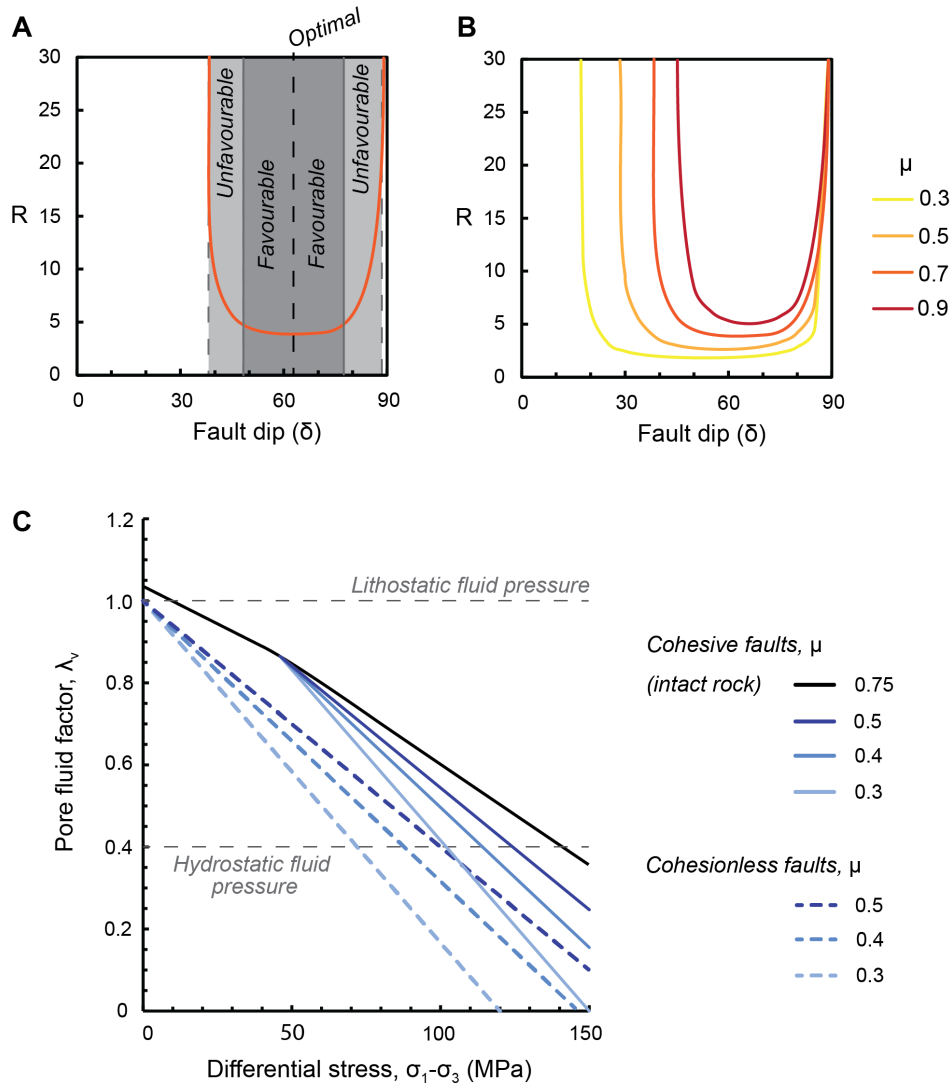 A
Optimal
30
25
20
15
10
5
0
R
Unfavourable
Favourable
Favourable
Unfavourable
0
30
60
90
Fault dip (δ)
B
30
25
20
15
10
5
0
R
0
30
60
90
Fault dip (δ)
μ
0.3
0.5
0.7
0.9
C
1.2
1.0
0.8
0.6
0.4
0.2
0
Pore fluid factor, λᵥ
Lithostatic fluid pressure
Hydrostatic fluid
pressure
0
50
100
150
Differential stress, σ₁-σ₃ (MPa)
Cohesive faults, μ
(intact rock)
0.75
0.5
0.4
0.3
Cohesionless faults, μ
0.5
0.4
0.3